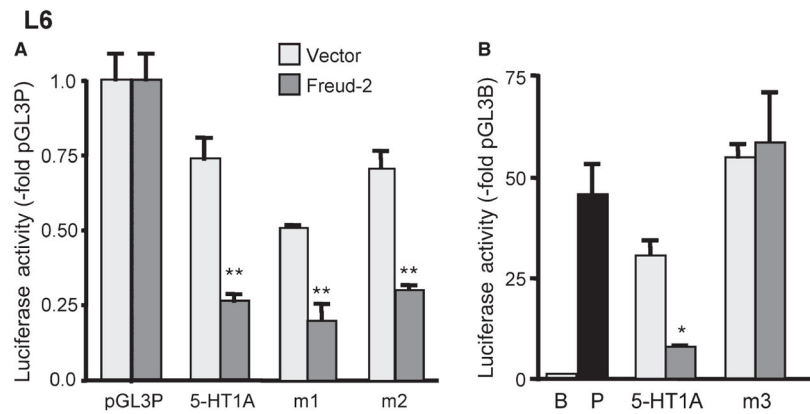 L6
A
Luciferase activity (-fold pGL3P)
1.0
0.75
0.50
0.25
0.0
Vector
Freud-2
**
**
**
pGL3P 5-HT1A m1 m2
B
Luciferase activity (-fold pGL3B)
75
50
25
0
*
B P 5-HT1A m3